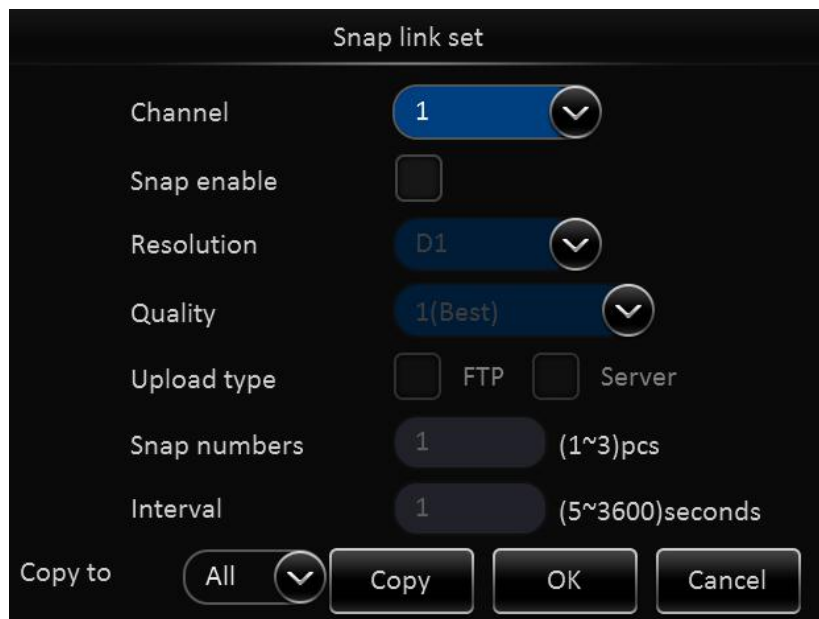 Snap link set
Channel 1
Snap enable
Resolution D1
Quality 1(Best)
Upload type FTP Server
Snap numbers 1 (1~3)pcs
Interval 1 (5~3600)seconds
Copy to All Copy OK Cancel